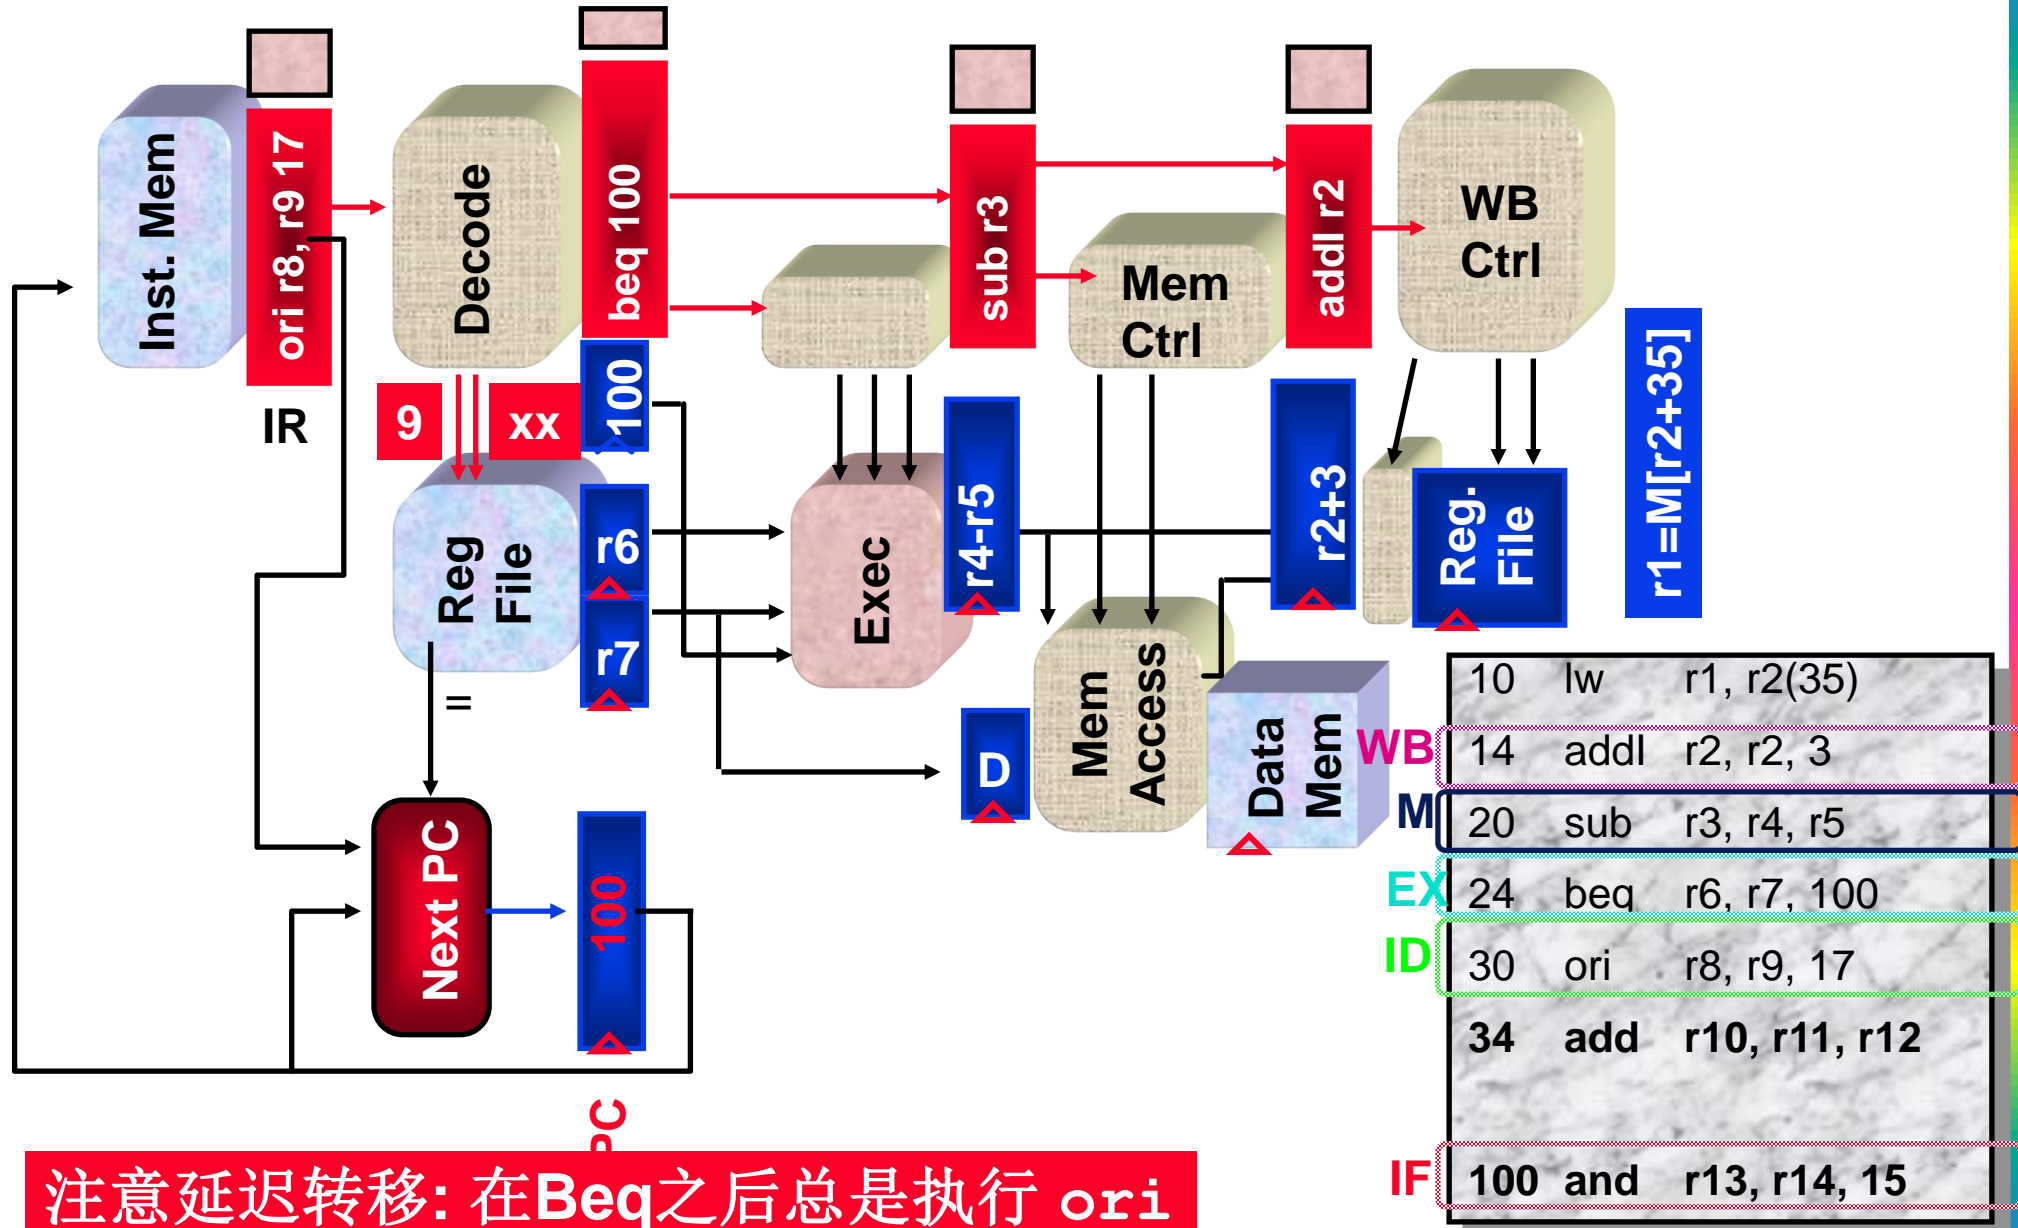 Inst. Mem
ori r8, r9 17
IR
Decode
beq 100
sub r3
Mem
Ctrl
addI r2
WB
Ctrl
9
xx
100
Reg
File
r6
r7
=
Exec
r4-r5
r2+3
Reg.
File
r1=M[r2+35]
D
Mem
Access
Data
Mem
Next PC
100
PC
10 lw r1, r2(35)
WB 14 addI r2, r2, 3
M 20 sub r3, r4, r5
EX 24 beq r6, r7, 100
ID 30 ori r8, r9, 17
34 add r10, r11, r12
IF 100 and r13, r14, 15
注意延迟转移: 在Beq之后总是执行 ori